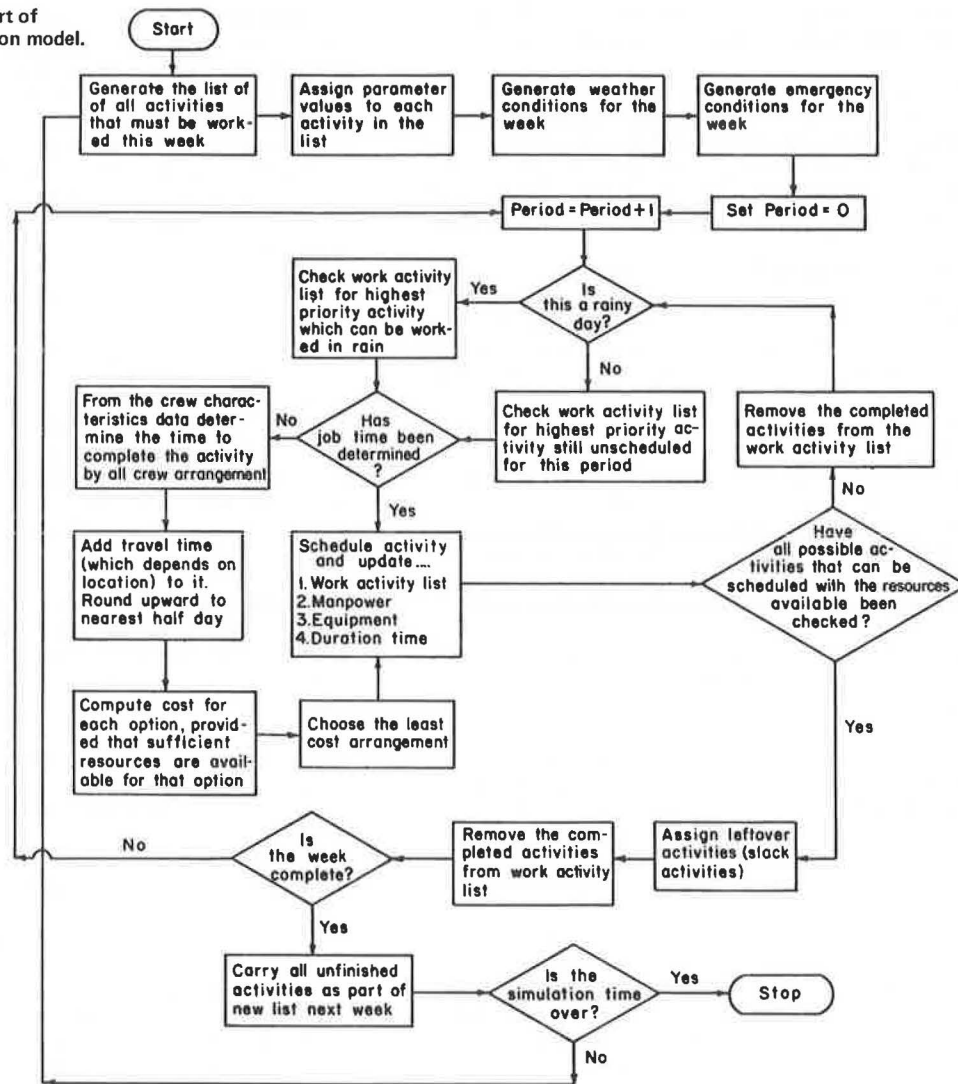 rt of
on model.
Start
Generate the list of
of all activities
that must be work-
ed this week
Assign parameter
values to each
activity in the
list
Generate weather
conditions for the
week
Generate emergency
conditions for the
week
Period = Period+1
Set Period = 0
Check work activity
list for highest
priority activity
which can be work-
ed in rain
Yes
Is
this a rainy
day?
No
From the crew charac-
teristics data deter-
mine the time to
complete the activity
by all crew arrangement
No
Has
job time been
determined
?
Check work activity list
for highest priority ac-
tivity still unscheduled
for this period
Remove the completed
activities from the
work activity list
No
Yes
Add travel time
(which depends on
location) to it.
Round upward to
nearest half day
Schedule activity
and update....
1. Work activity list
2. Manpower
3. Equipment
4. Duration time
Have
all possible ac-
tivities that can be
scheduled with the resources
available been
checked?
Yes
Compute cost for
each option, provid-
ed that sufficient
resources are avail-
able for that option
Choose the least
cost arrangement
No
Is
the week
complete?
Remove the com-
pleted activities
from work activity
list
Assign leftover
activities (slack
activities)
Yes
Carry all unfinished
activities as part of
new list next week
Is the
simulation time
over?
Yes
Stop
No